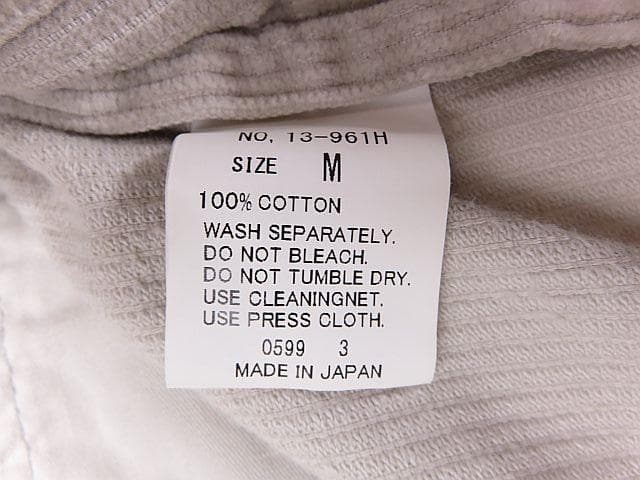 NO, 13-961H
SIZE M
100% COTTON
WASH SEPARATELY.
DO NOT BLEACH.
DO NOT TUMBLE DRY.
USE CLEANINGNET.
USE PRESS CLOTH.
0599 3
MADE IN JAPAN